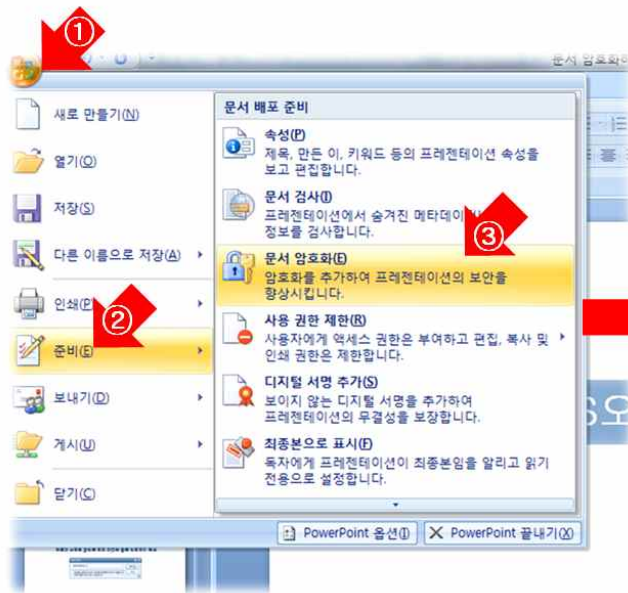 ①
문서 암호화
새로 만들기(N)
열기(O)
저장(S)
다른 이름으로 저장(A)
인쇄(P)
②
준비(E)
보내기(D)
게시(U)
닫기(C)
문서 배포 준비
속성(P)
제목, 만든 이, 키워드 등의 프레젠테이션 속성을
보고 편집합니다.
문서 검사(I)
프레젠테이션에서 숨겨진 메타데이
정보를 검사합니다.
③
문서 암호화(E)
암호화를 추가하여 프레젠테이션의 보안을
향상시킵니다.
사용 권한 제한(R)
사용자에게 액세스 권한은 부여하고 편집, 복사 및
인쇄 권한은 제한합니다.
디지털 서명 추가(S)
보이지 않는 디지털 서명을 추가하여
프레젠테이션의 무결성을 보장합니다.
최종본으로 표시(F)
독자에게 프레젠테이션이 최종본임을 알리고 읽기
전용으로 설정합니다.
S오
PowerPoint 옵션(I)
PowerPoint 끝내기(X)